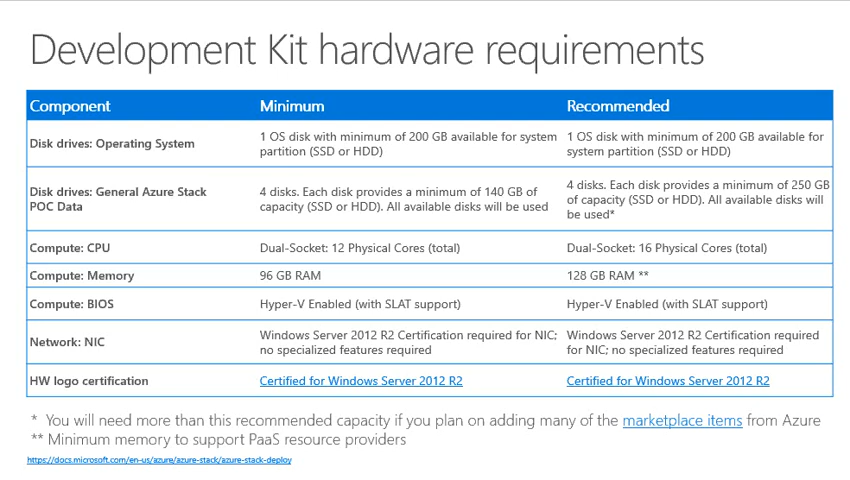 Development Kit hardware requirements
Component Minimum Recommended
Disk drives: Operating System
1 OS disk with minimum of 200 GB available for system
partition (SSD or HDD)
1 OS disk with minimum of 200 GB available for
system partition (SSD or HDD)
Disk drives: General Azure Stack
POC Data
4 disks. Each disk provides a minimum of 140 GB of
capacity (SSD or HDD). All available disks will be used
4 disks. Each disk provides a minimum of 250 GB
of capacity (SSD or HDD). All available disks will
be used*
Compute: CPU Dual-Socket: 12 Physical Cores (total) Dual-Socket: 16 Physical Cores (total)
Compute: Memory 96 GB RAM 128 GB RAM **
Compute: BIOS Hyper-V Enabled (with SLAT support) Hyper-V Enabled (with SLAT support)
Network: NIC
Windows Server 2012 R2 Certification required for NIC;
no specialized features required
Windows Server 2012 R2 Certification required
for NIC; no specialized features required
HW logo certification Certified for Windows Server 2012 R2 Certified for Windows Server 2012 R2
* You will need more than this recommended capacity if you plan on adding many of the marketplace items from Azure
** Minimum memory to support PaaS resource providers
https://docs.microsoft.com/en-us/azure/azure-stack/azure-stack-deploy